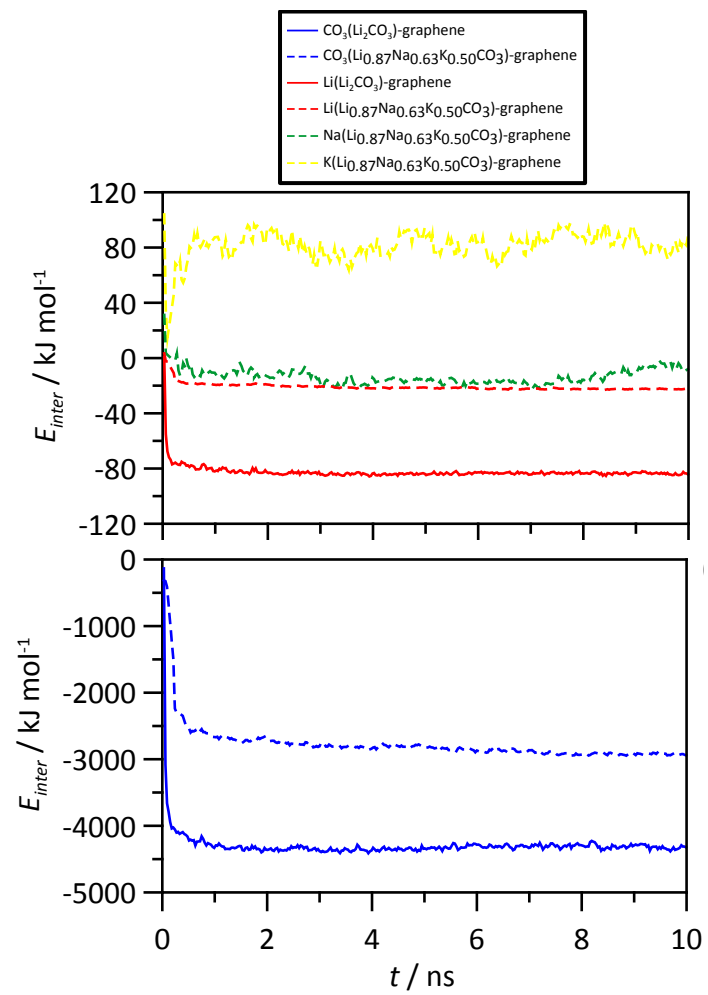 CO₃(Li₂CO₃)-graphene
CO₃(Li₀.₈₇Na₀.₆₃K₀.₅₀CO₃)-graphene
Li(Li₂CO₃)-graphene
Li(Li₀.₈₇Na₀.₆₃K₀.₅₀CO₃)-graphene
Na(Li₀.₈₇Na₀.₆₃K₀.₅₀CO₃)-graphene
K(Li₀.₈₇Na₀.₆₃K₀.₅₀CO₃)-graphene
120
80
40
0
-40
-80
-120
E_inter / kJ mol⁻¹
0
-1000
-2000
-3000
-4000
-5000
E_inter / kJ mol⁻¹
0 2 4 6 8 10
t / ns